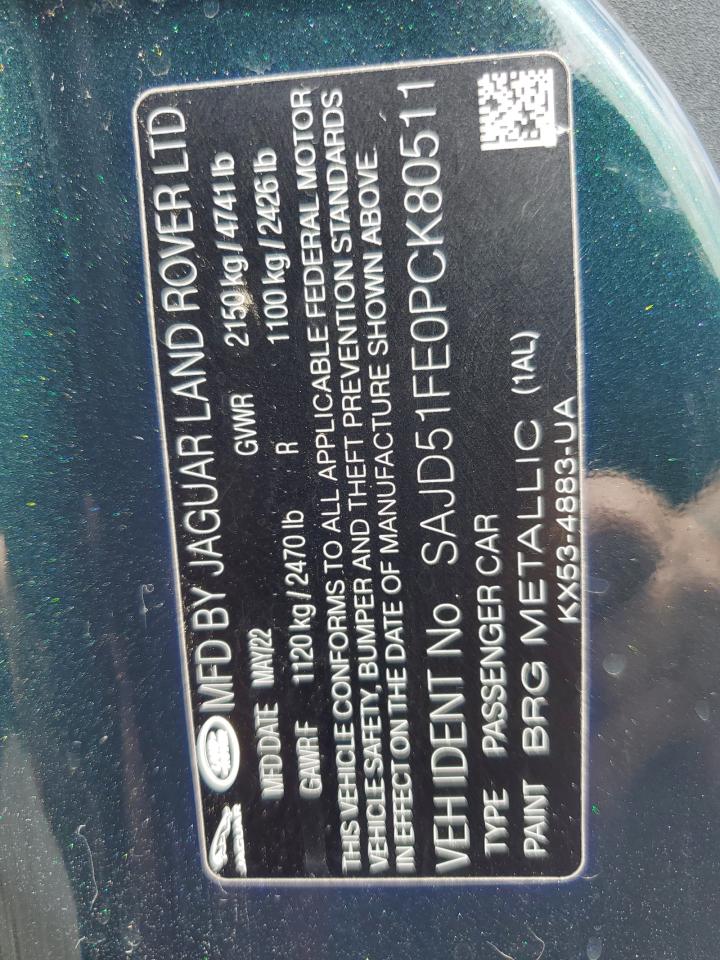 MFD BY JAGUAR LAND ROVER LTD
MFD DATE MAY/22 GVWR 2150 kg / 4741 lb
GAWR F 1120 kg / 2470 lb R 1100 kg / 2426 lb
THIS VEHICLE CONFORMS TO ALL APPLICABLE FEDERAL MOTOR
VEHICLE SAFETY, BUMPER AND THEFT PREVENTION STANDARDS
IN EFFECT ON THE DATE OF MANUFACTURE SHOWN ABOVE.
VEH IDENT No. SAJD51FE0PCK80511
TYPE PASSENGER CAR
PAINT BRG METALLIC (1AL)
KX53-4883-UA